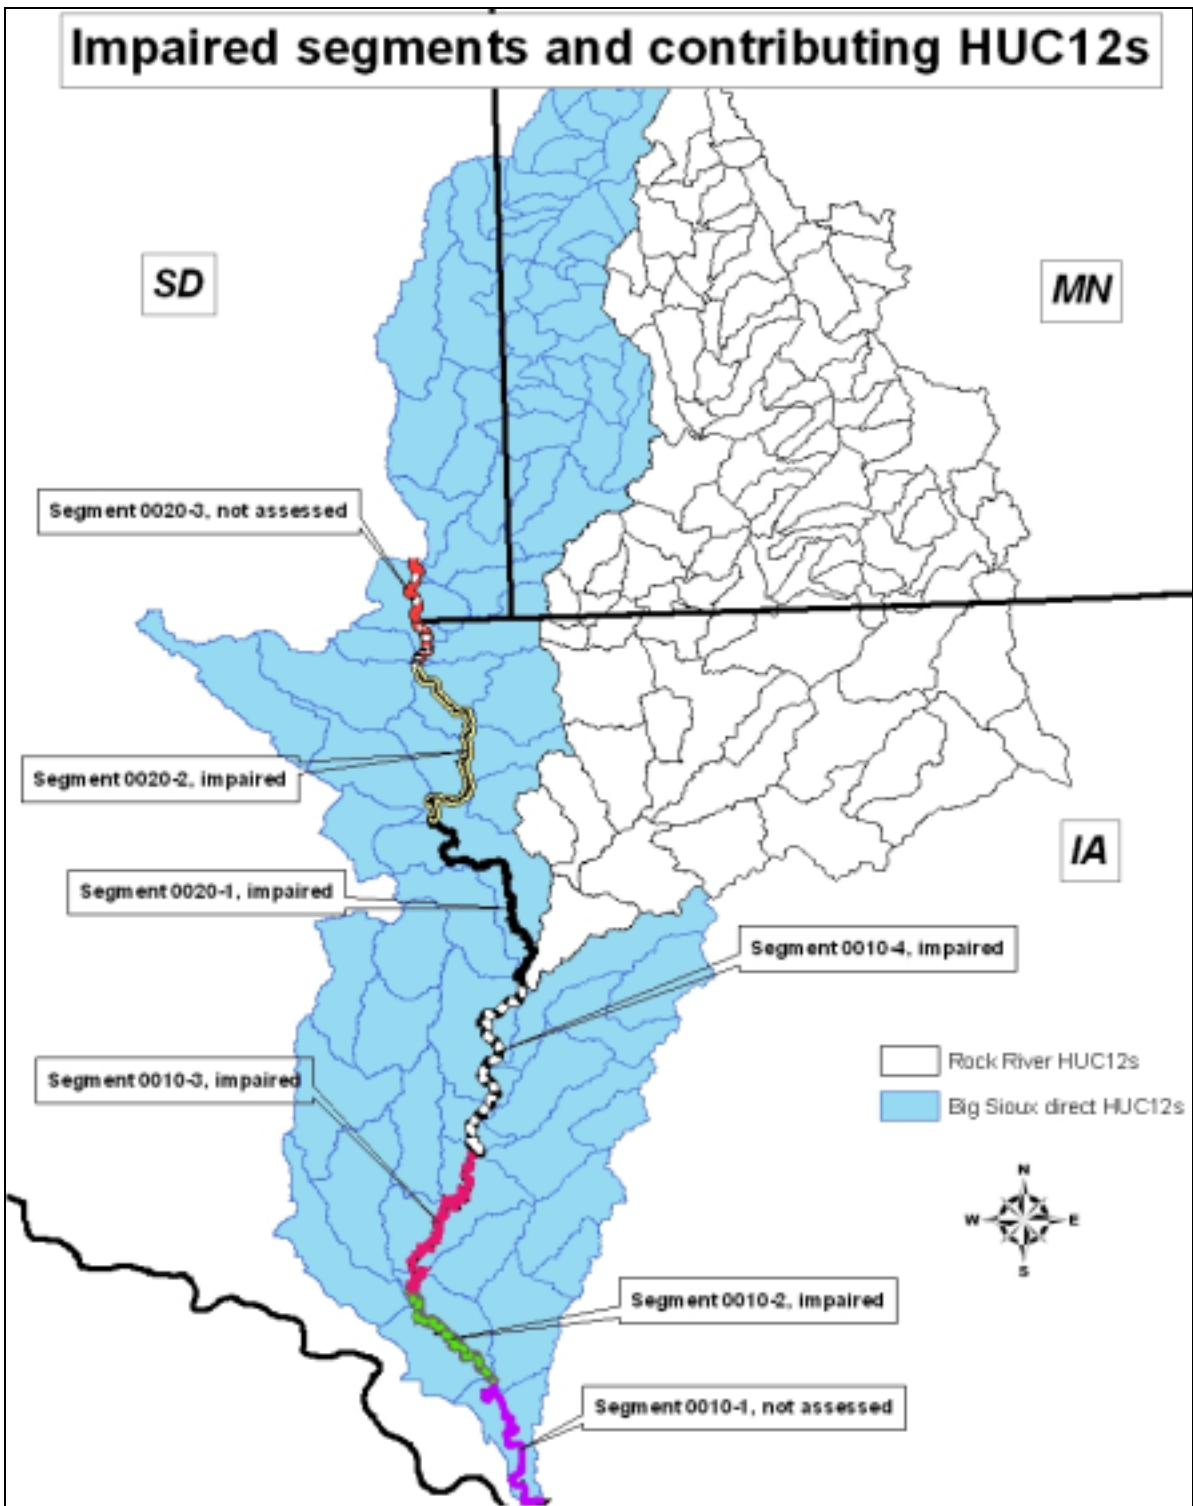 Impaired segments and contributing HUC12s
SD
MN
Segment 0020-3, not assessed
Segment 0020-2, impaired
IA
Segment 0020-1, impaired
Segment 0010-4, impaired
Rock River HUC12s
Segment 0010-3, impaired
Big Sioux direct HUC12s
N
W
E
S
Segment 0010-2, impaired
Segment 0010-1, not assessed